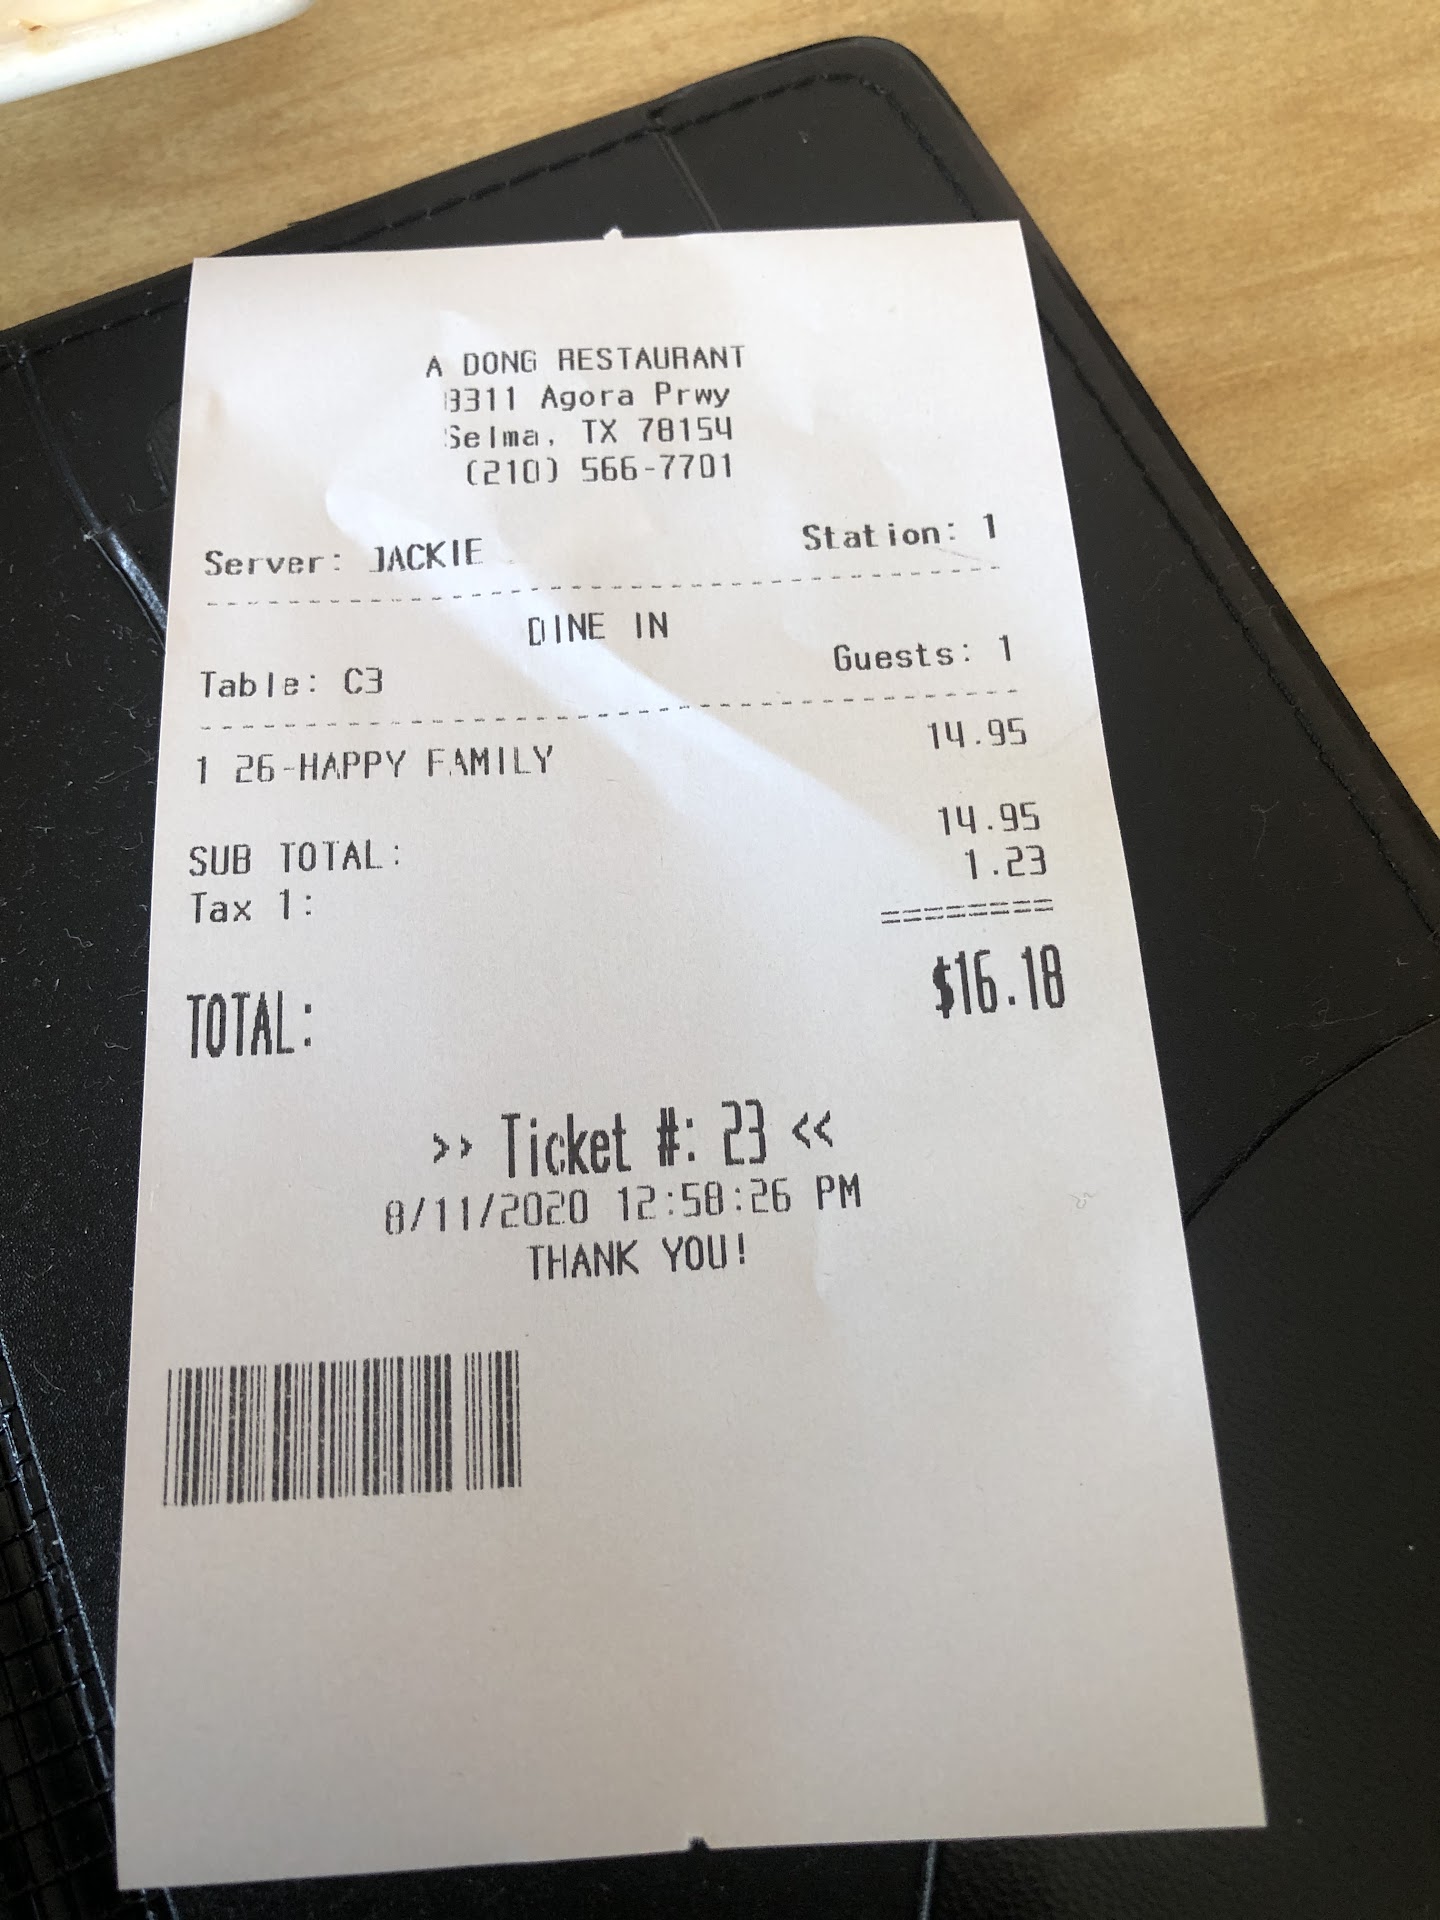 A DONG RESTAURANT
8311 Agora Prwy
Selma, TX 78154
(210) 566-7701
Server: JACKIE Station: 1
DINE IN
Table: C3 Guests: 1
1 26-HAPPY FAMILY 14.95
SUB TOTAL: 14.95
Tax 1: 1.23
========
TOTAL: $16.18
>> Ticket #: 23 <<
8/11/2020 12:58:26 PM
THANK YOU!